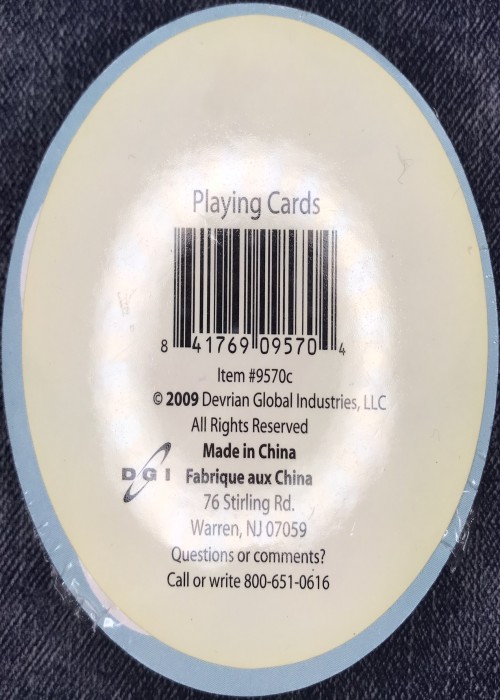 Playing Cards
8 41769 09570 4
Item #9570c
© 2009 Devrian Global Industries, LLC
All Rights Reserved
Made in China
DGI Fabrique aux China
76 Stirling Rd.
Warren, NJ 07059
Questions or comments?
Call or write 800-651-0616